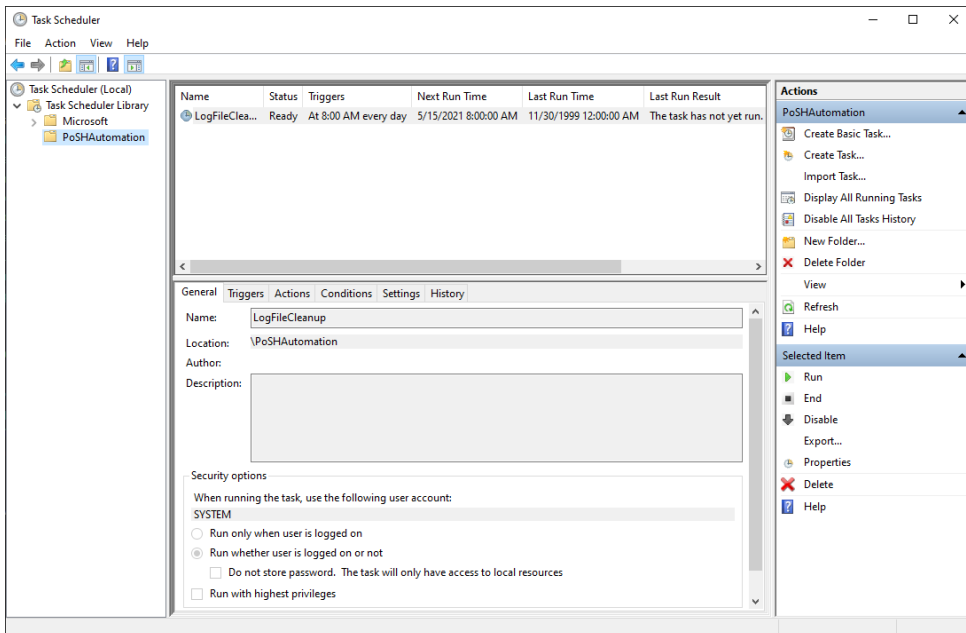 Task Scheduler
File Action View Help
Task Scheduler (Local)
Task Scheduler Library
Microsoft
PoSHAutomation
Name Status Triggers Next Run Time Last Run Time Last Run Result
LogFileClea... Ready At 8:00 AM every day 5/15/2021 8:00:00 AM 11/30/1999 12:00:00 AM The task has not yet run.
General Triggers Actions Conditions Settings History
Name: LogFileCleanup
Location: \PoSHAutomation
Author:
Description:
Security options
When running the task, use the following user account:
SYSTEM
Run only when user is logged on
Run whether user is logged on or not
Do not store password. The task will only have access to local resources
Run with highest privileges
Actions
PoSHAutomation
Create Basic Task...
Create Task...
Import Task...
Display All Running Tasks
Disable All Tasks History
New Folder...
Delete Folder
View
Refresh
Help
Selected Item
Run
End
Disable
Export...
Properties
Delete
Help